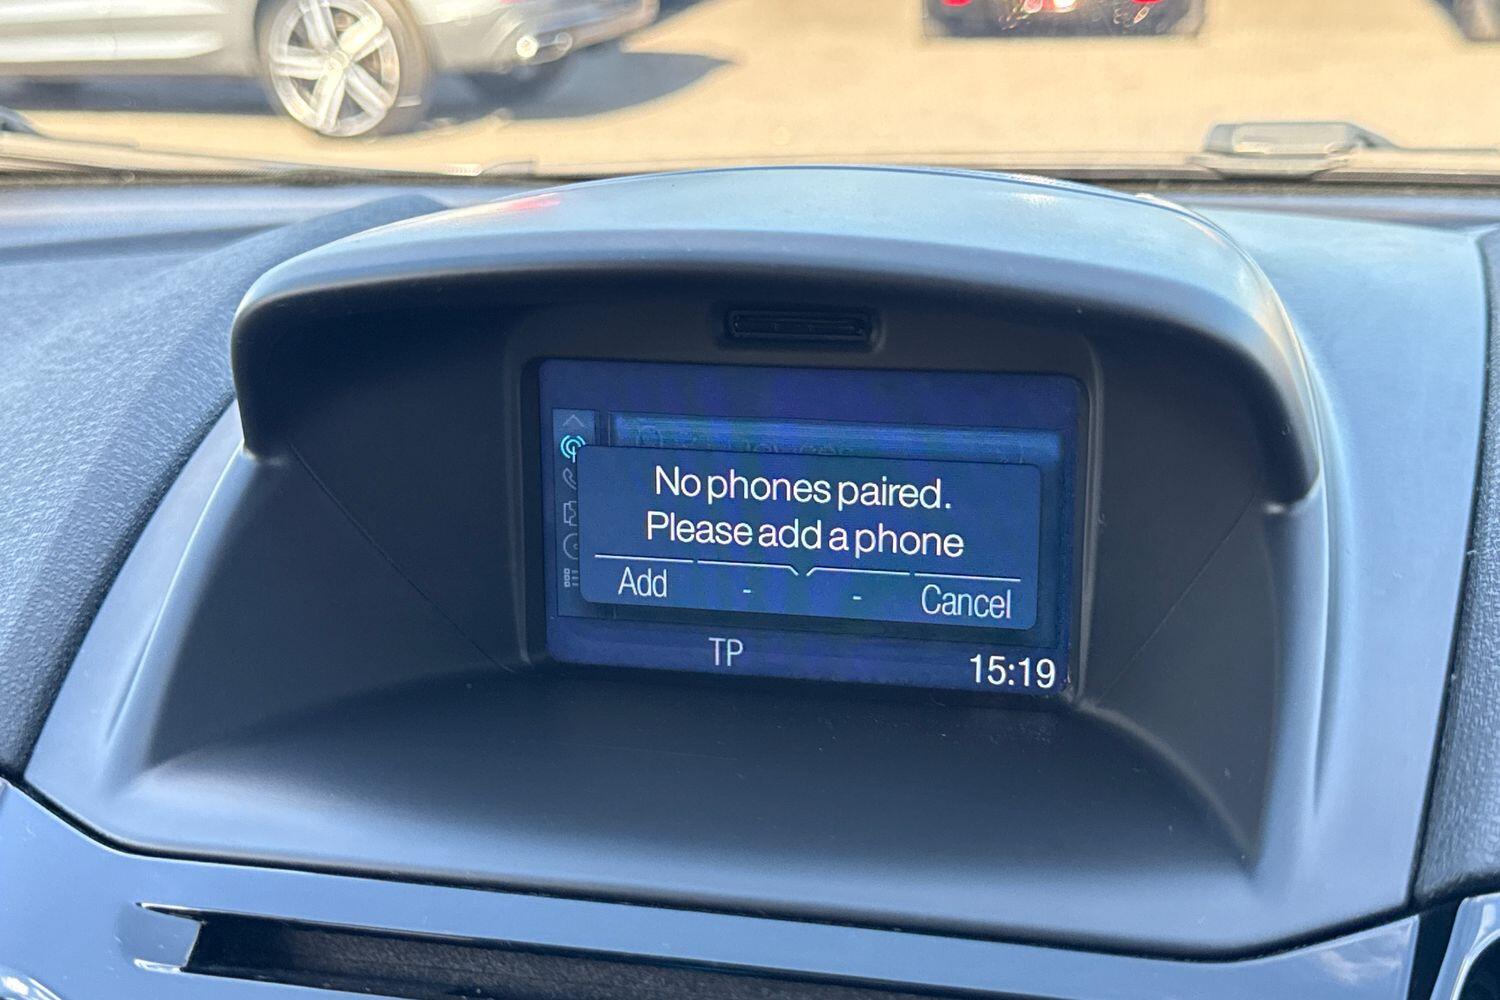 No phones paired.
Please add a phone
Add - - Cancel
TP
15:19